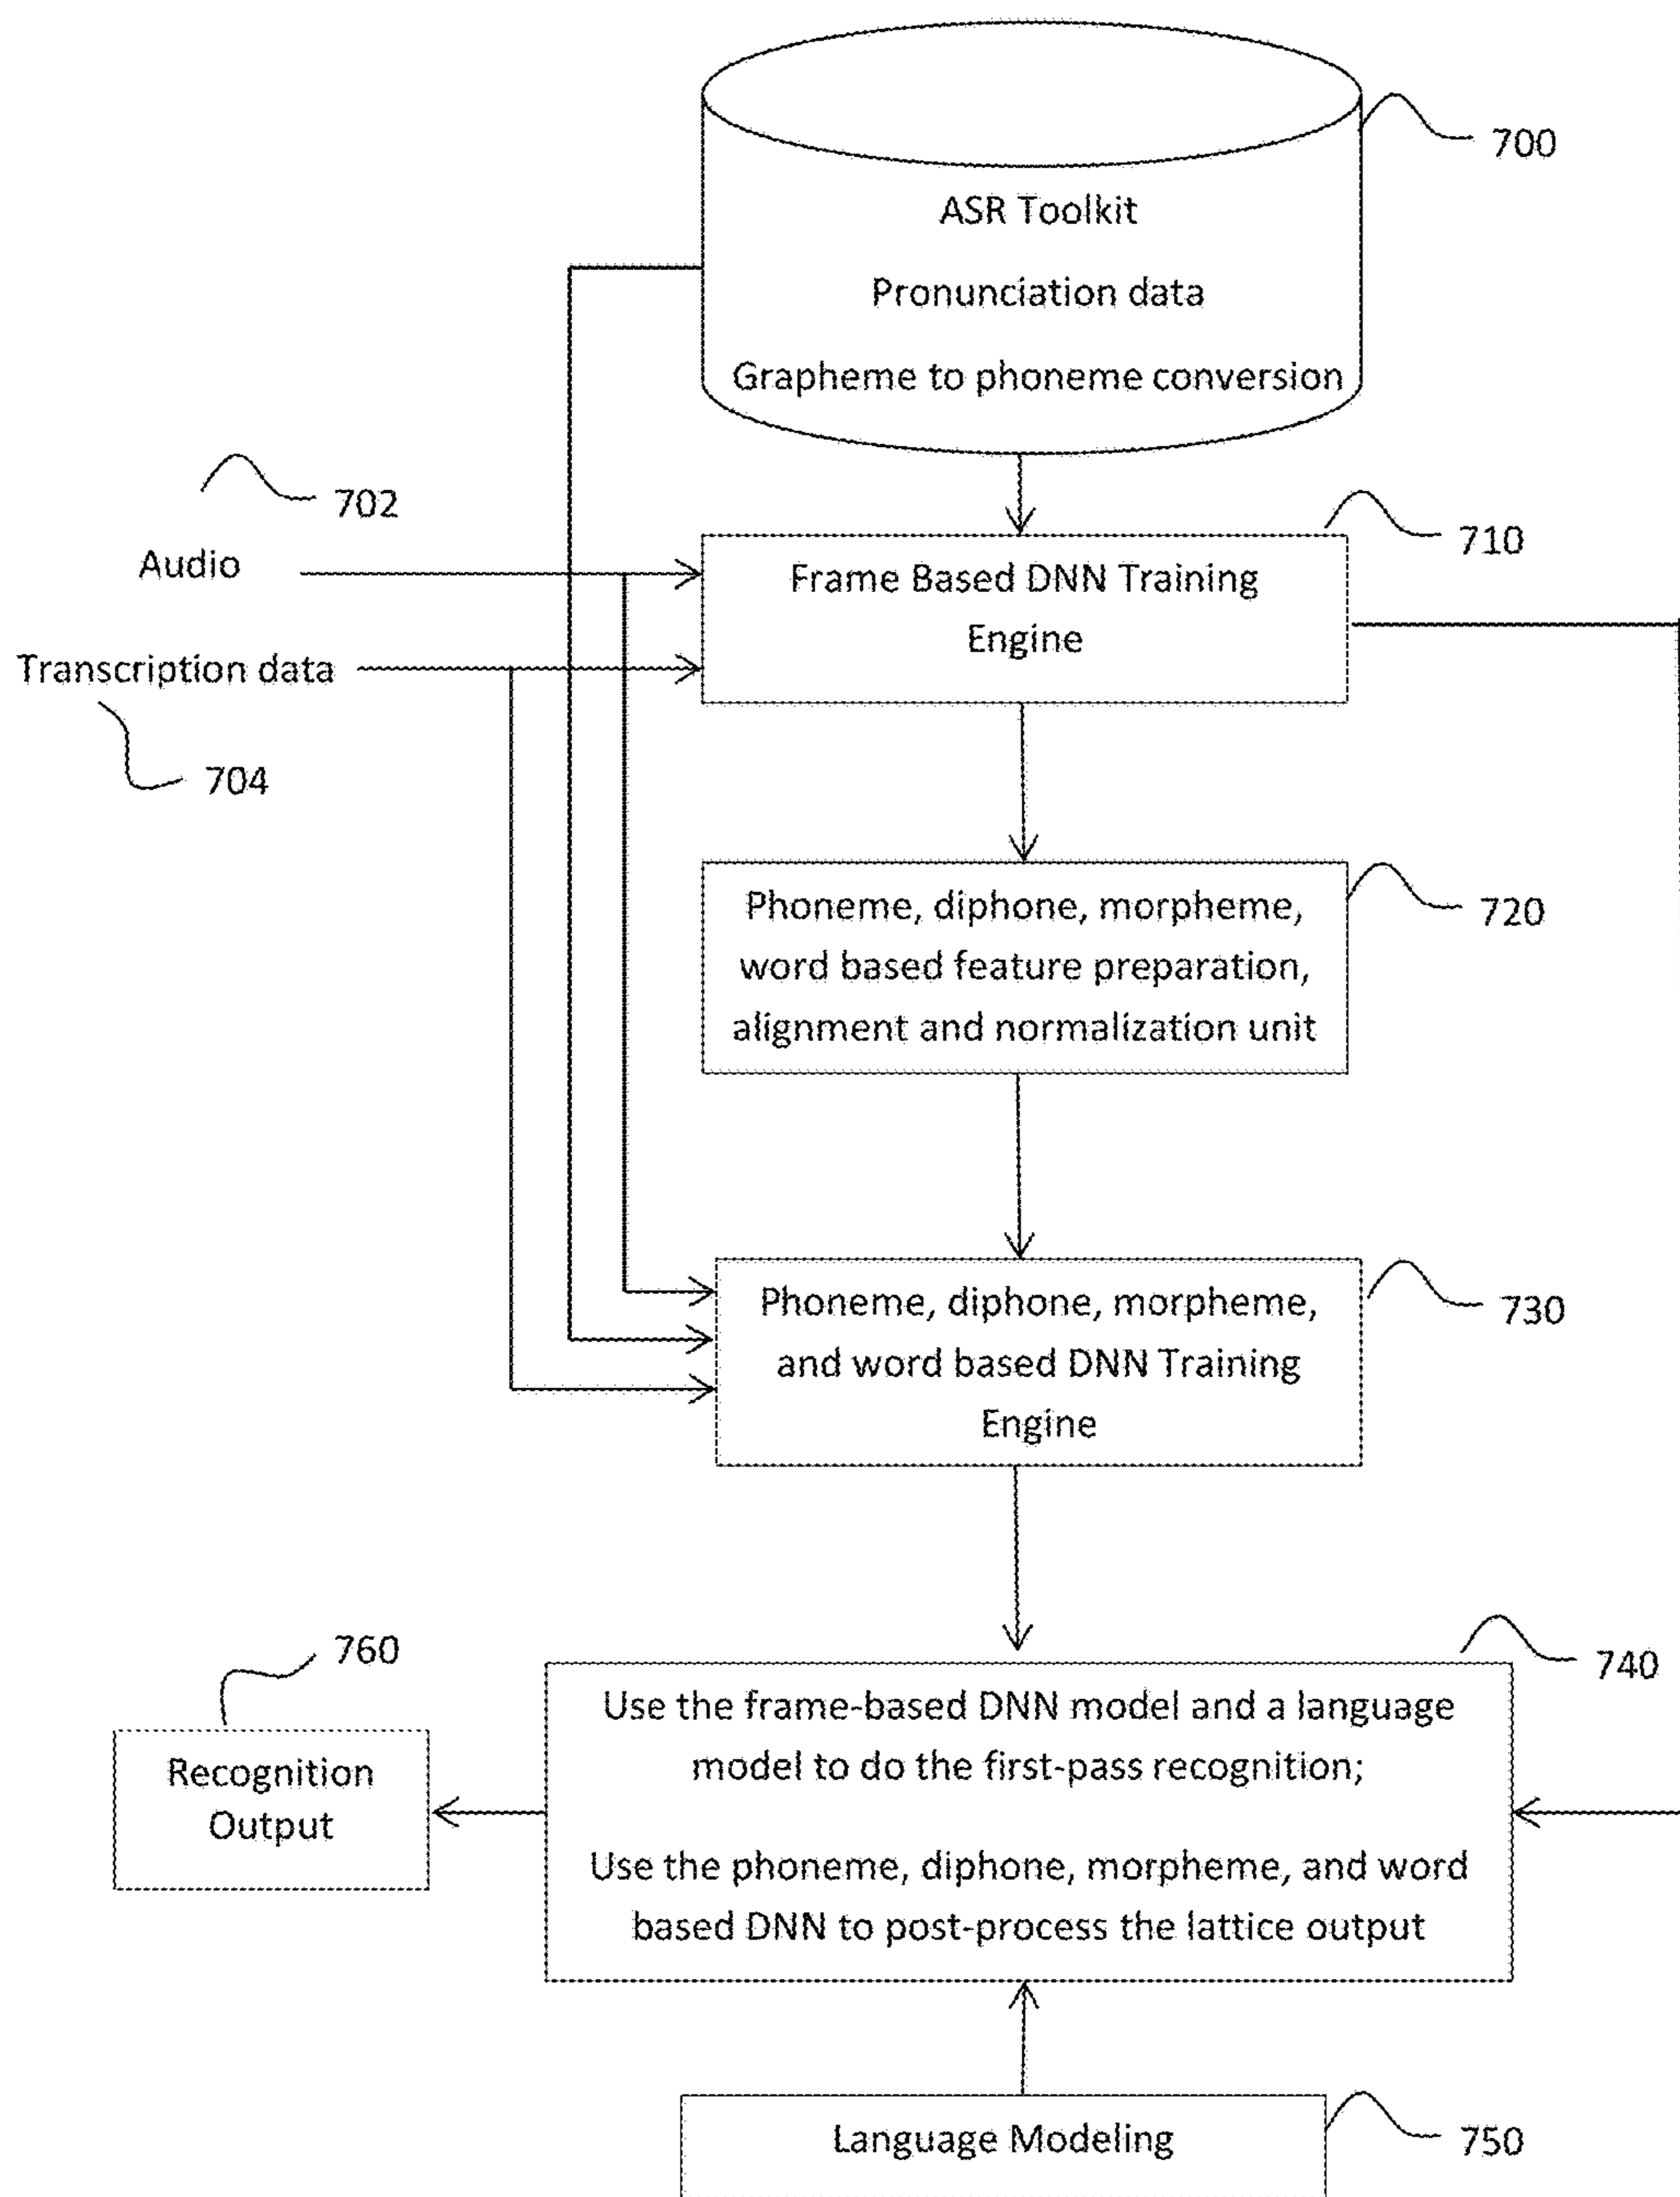 700
ASR Toolkit
Pronunciation data
Grapheme to phoneme conversion
702
Audio
710
Frame Based DNN Training
Engine
Transcription data
704
720
Phoneme, diphone, morpheme,
word based feature preparation,
alignment and normalization unit
730
Phoneme, diphone, morpheme,
and word based DNN Training
Engine
760
740
Recognition
Output
Use the frame-based DNN model and a language
model to do the first-pass recognition;
Use the phoneme, diphone, morpheme, and word
based DNN to post-process the lattice output
Language Modeling
750